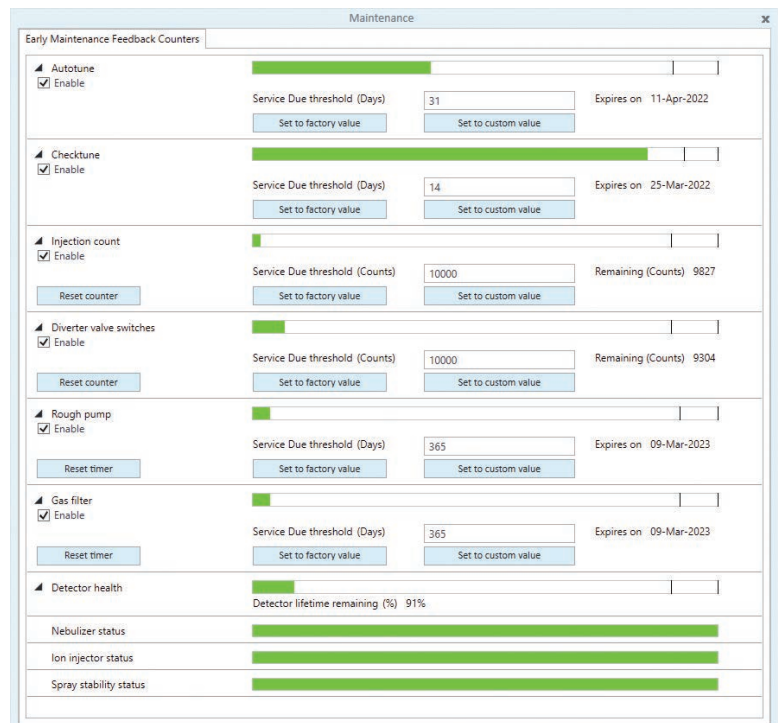 Maintenance x
Early Maintenance Feedback Counters
Autotune
Enable
Service Due threshold (Days) 31 Expires on 11-Apr-2022
Set to factory value Set to custom value
Checktune
Enable
Service Due threshold (Days) 14 Expires on 25-Mar-2022
Set to factory value Set to custom value
Injection count
Enable
Service Due threshold (Counts) 10000 Remaining (Counts) 9827
Reset counter Set to factory value Set to custom value
Diverter valve switches
Enable
Service Due threshold (Counts) 10000 Remaining (Counts) 9304
Reset counter Set to factory value Set to custom value
Rough pump
Enable
Service Due threshold (Days) 365 Expires on 09-Mar-2023
Reset timer Set to factory value Set to custom value
Gas filter
Enable
Service Due threshold (Days) 365 Expires on 09-Mar-2023
Reset timer Set to factory value Set to custom value
Detector health
Detector lifetime remaining (%) 91%
Nebulizer status
Ion injector status
Spray stability status